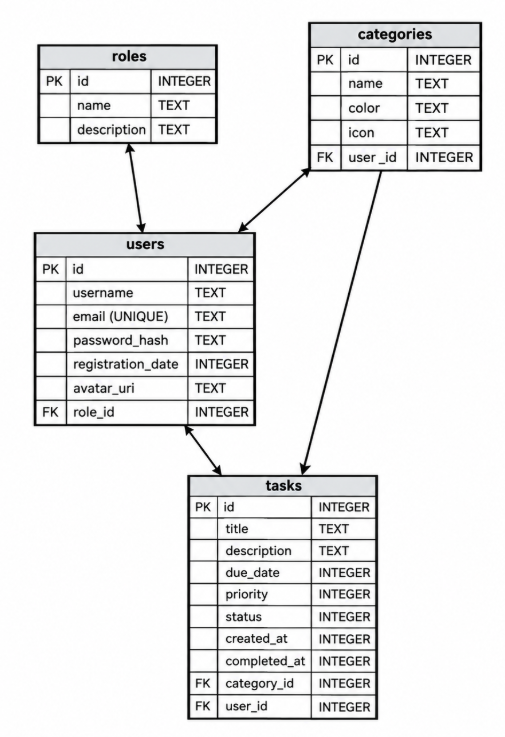 roles
PK id INTEGER
name TEXT
description TEXT
categories
PK id INTEGER
name TEXT
color TEXT
icon TEXT
FK user _id INTEGER
users
PK id INTEGER
username TEXT
email (UNIQUE) TEXT
password_hash TEXT
registration_date INTEGER
avatar_uri TEXT
FK role_id INTEGER
tasks
PK id INTEGER
title TEXT
description TEXT
due_date INTEGER
priority INTEGER
status INTEGER
created_at INTEGER
completed_at INTEGER
FK category_id INTEGER
FK user_id INTEGER